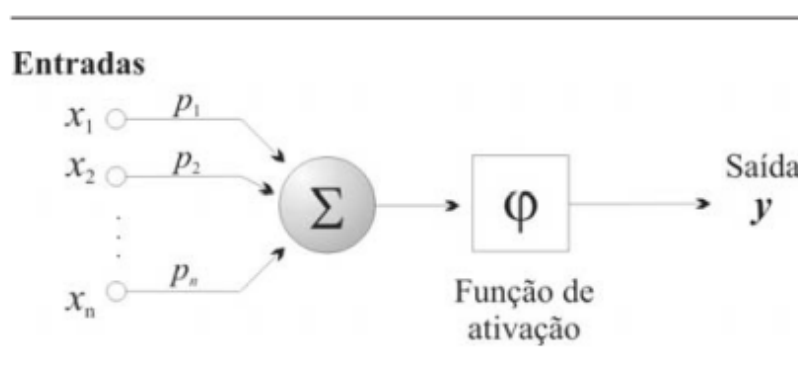 Entradas
x₁ p₁
x₂ p₂
xₙ pₙ
Σ
φ
Função de
ativação
Saída
y